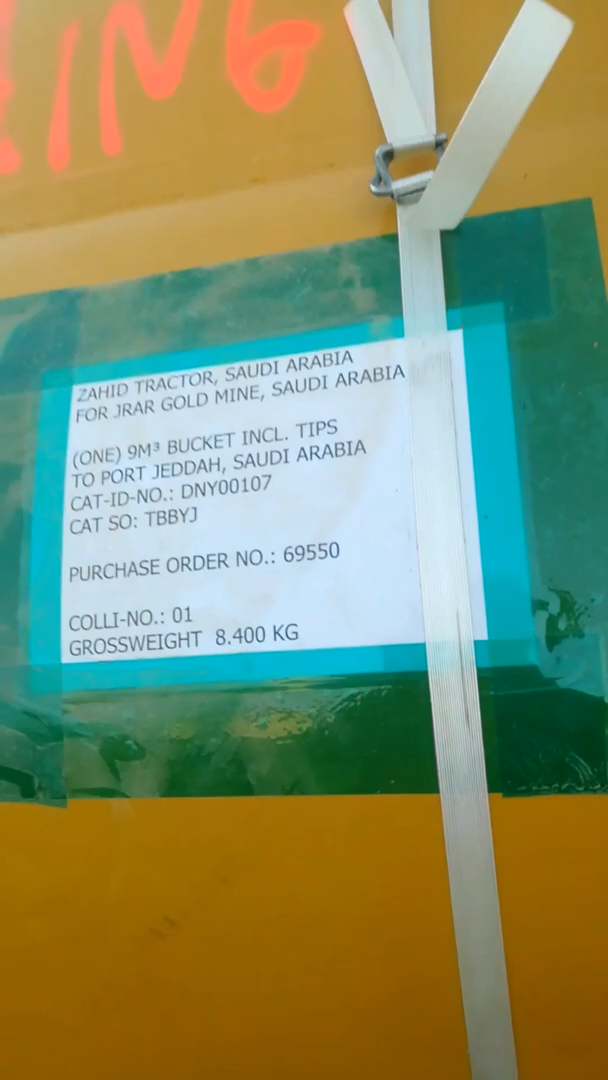 ING
ZAHID TRACTOR, SAUDI ARABIA
FOR JRAR GOLD MINE, SAUDI ARABIA
(ONE) 9M³ BUCKET INCL. TIPS
TO PORT JEDDAH, SAUDI ARABIA
CAT-ID-NO.: DNY00107
CAT SO: TBBYJ
PURCHASE ORDER NO.: 69550
COLLI-NO.: 01
GROSSWEIGHT 8.400 KG